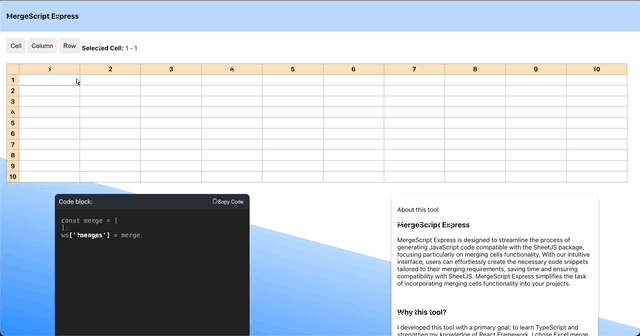 MergeScript Express
Cell Column Row Selected Cell: 1 - 1
1 2 3 4 5 6 7 8 9 10
1
2
3
4
5
6
7
8
9
10
Code block: Copy Code
const merge = [
];
ws['!merges'] = merge;
About this tool
MergeScript Express
MergeScript Express is designed to streamline the process of
generating JavaScript code compatible with the SheetJS package,
focusing particularly on merging cells functionality. With our intuitive
interface, users can effortlessly create the necessary code snippets
tailored to their merging requirements, saving time and ensuring
compatibility with SheetJS. MergeScript Express simplifies the task
of incorporating merging cells functionality into your projects.
Why this tool?
I developed this tool with a primary goal: to learn TypeScript and
strengthen my knowledge of React Framework. I chose Excel merge